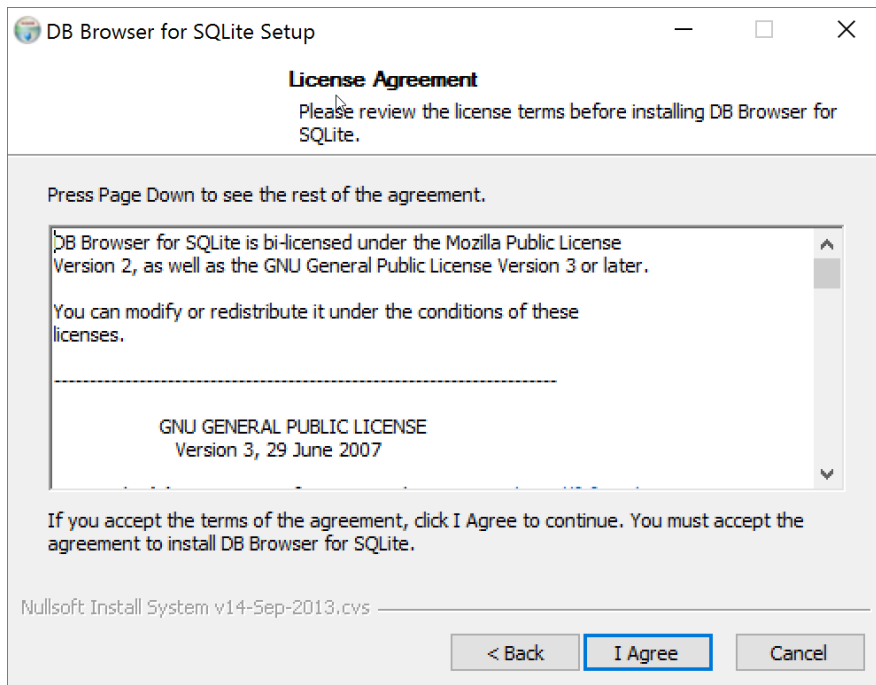 DB Browser for SQLite Setup
License Agreement
Please review the license terms before installing DB Browser for
SQLite.
Press Page Down to see the rest of the agreement.
DB Browser for SQLite is bi-licensed under the Mozilla Public License
Version 2, as well as the GNU General Public License Version 3 or later.
You can modify or redistribute it under the conditions of these
licenses.
----------------------------------------------------------------------
GNU GENERAL PUBLIC LICENSE
Version 3, 29 June 2007
If you accept the terms of the agreement, click I Agree to continue. You must accept the
agreement to install DB Browser for SQLite.
Nullsoft Install System v14-Sep-2013.cvs
< Back
I Agree
Cancel